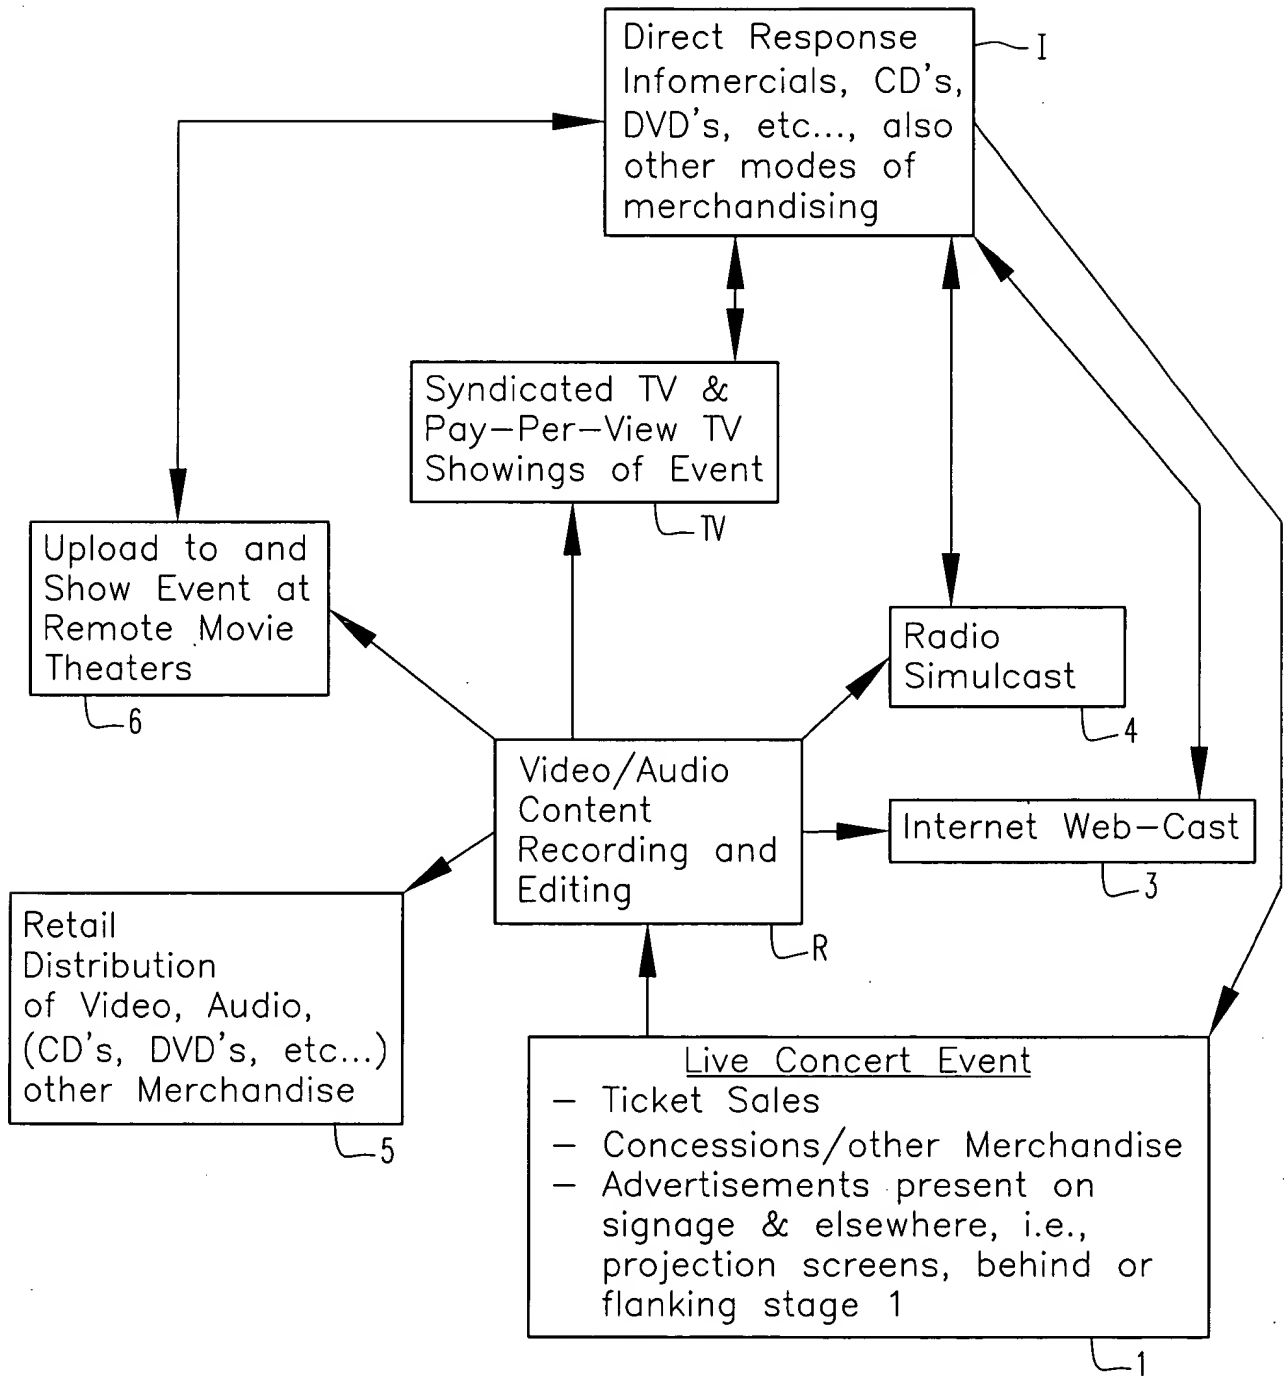 Direct Response
Infomercials, CD's,
DVD's, etc..., also
other modes of
merchandising
I
Syndicated TV &
Pay-Per-View TV
Showings of Event
TV
Upload to and
Show Event at
Remote Movie
Theaters
6
Radio
Simulcast
4
Video/Audio
Content
Recording and
Editing
R
Internet Web-Cast
3
Retail
Distribution
of Video, Audio,
(CD's, DVD's, etc...)
other Merchandise
5
Live Concert Event
- Ticket Sales
- Concessions/other Merchandise
- Advertisements present on
signage & elsewhere, i.e.,
projection screens, behind or
flanking stage 1
1